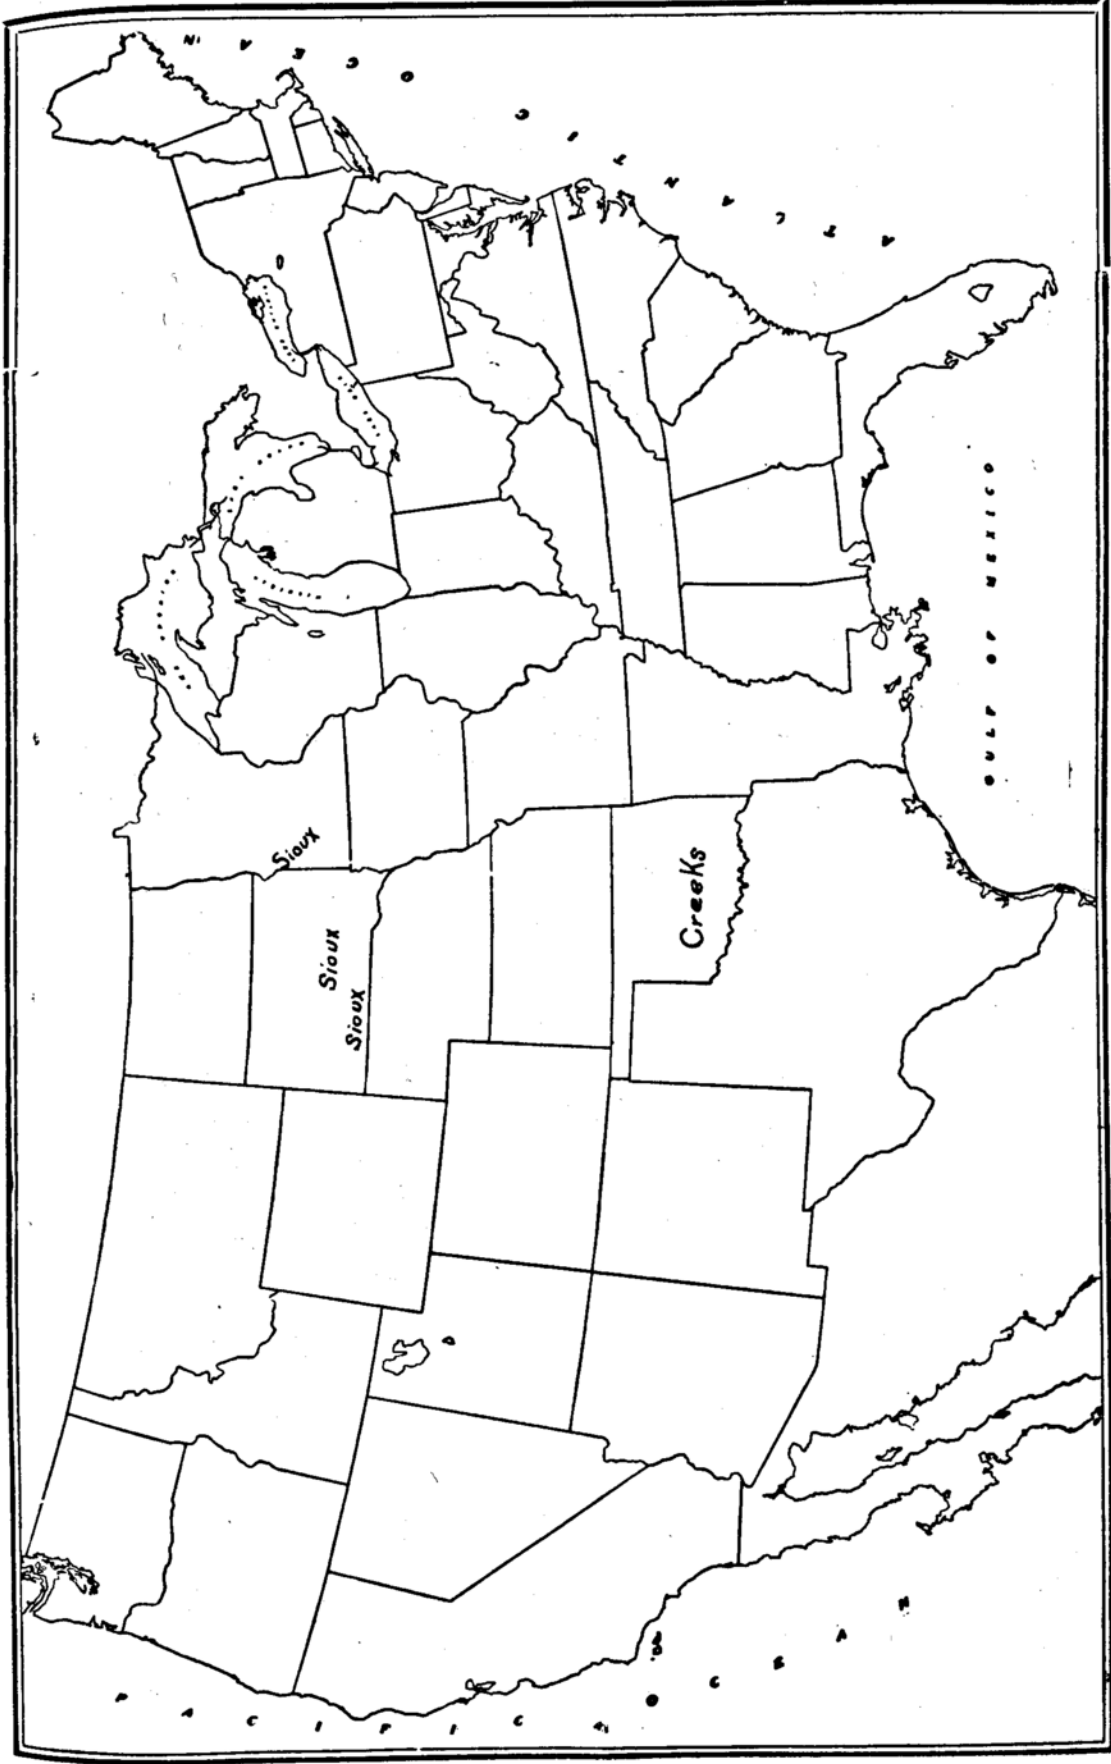 Sioux
Sioux
Sioux
Creeks
PACIFIC OCEAN
GULF OF MEXICO
ATLANTIC OCEAN